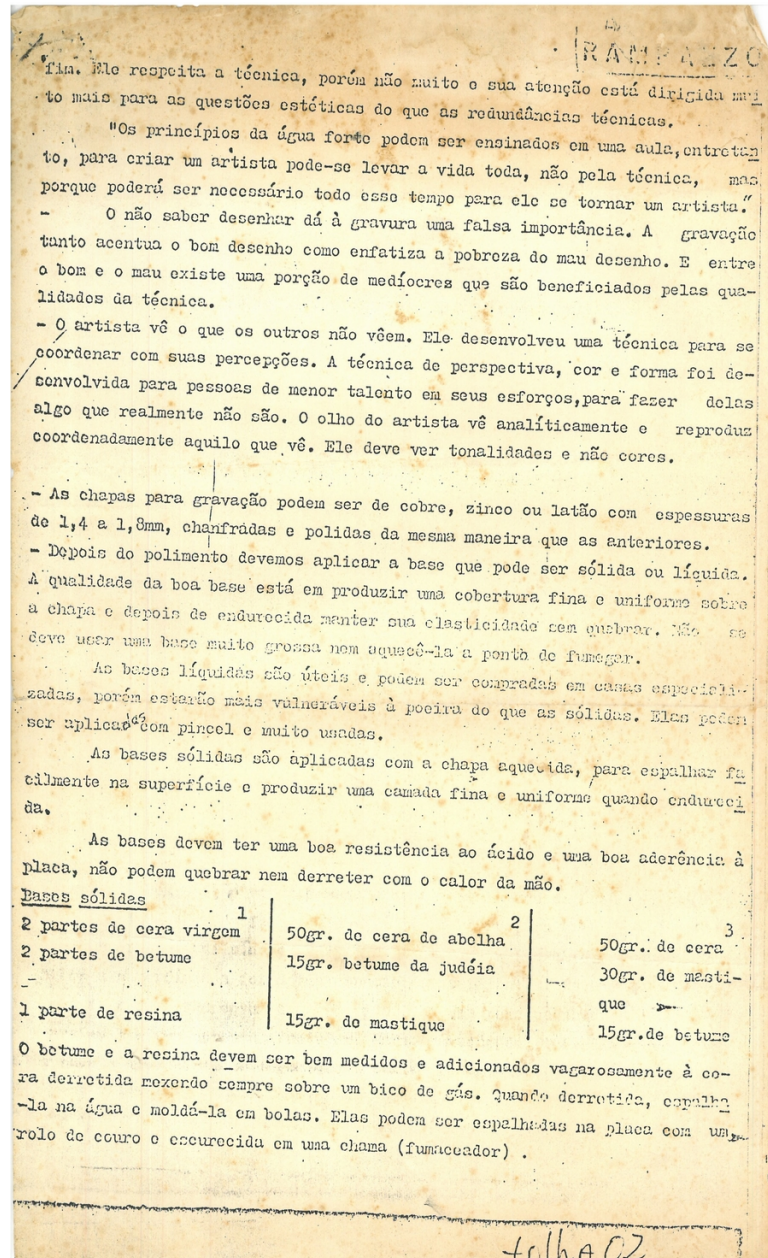 RAMPAZZO
fim. Ele respeita a técnica, porém não muito e sua atenção está dirigida mui
to mais para as questões estéticas do que as redundâncias técnicas.
"Os princípios da água forte podem ser ensinados em uma aula, entretan
to, para criar um artista pode-se levar a vida toda, não pela técnica, mas
porque poderá ser necessário todo esse tempo para ele se tornar um artista."
- O não saber desenhar dá à gravura uma falsa importância. A gravação
tanto acentua o bom desenho como enfatiza a pobreza do mau desenho. E entre
o bom e o mau existe uma porção de medíocres que são beneficiados pelas qua-
lidades da técnica.
- O artista vê o que os outros não vêem. Ele desenvolveu uma técnica para se
coordenar com suas percepções. A técnica de perspectiva, cor e forma foi de-
senvolvida para pessoas de menor talento em seus esforços, para fazer delas
algo que realmente não são. O olho do artista vê analíticamente e reproduz
coordenadamente aquilo que vê. Ele deve ver tonalidades e não cores.
- As chapas para gravação podem ser de cobre, zinco ou latão com espessuras
de 1,4 a 1,8mm, chanfradas e polidas da mesma maneira que as anteriores.
- Depois do polimento devemos aplicar a base que pode ser sólida ou líquida.
A qualidade da boa base está em produzir uma cobertura fina e uniforme sobre
a chapa e depois de endurecida manter sua elasticidade sem quebrar. Não se
deve usar uma base muito grossa nem aquecê-la a ponto de fumegar.
As bases líquidas são úteis e podem ser compradas em casas especiali-
zadas, porém estarão mais vulneráveis à poeira do que as sólidas. Elas podem
ser aplicadas com pincel e muito usadas.
As bases sólidas são aplicadas com a chapa aquecida, para espalhar fa
cilmente na superfície e produzir uma camada fina e uniforme quando endureci
da.
As bases devem ter uma boa resistência ao ácido e uma boa aderência à
placa, não podem quebrar nem derreter com o calor da mão.
Bases sólidas
1
2 partes de cera virgem
2 partes de betume
1 parte de resina
2
50gr. de cera de abelha
15gr. betume da judéia
15gr. de mastique
3
50gr. de cera
30gr. de masti-
que
15gr. de betume
O betume e a resina devem ser bem medidos e adicionados vagarosamente à ce-
ra derretida mexendo sempre sobre um bico de gás. Quando derretida, espalhá
-la na água e moldá-la em bolas. Elas podem ser espalhadas na placa com um
rolo de couro e escurecida em uma chama (fumaceador) .
folha 02